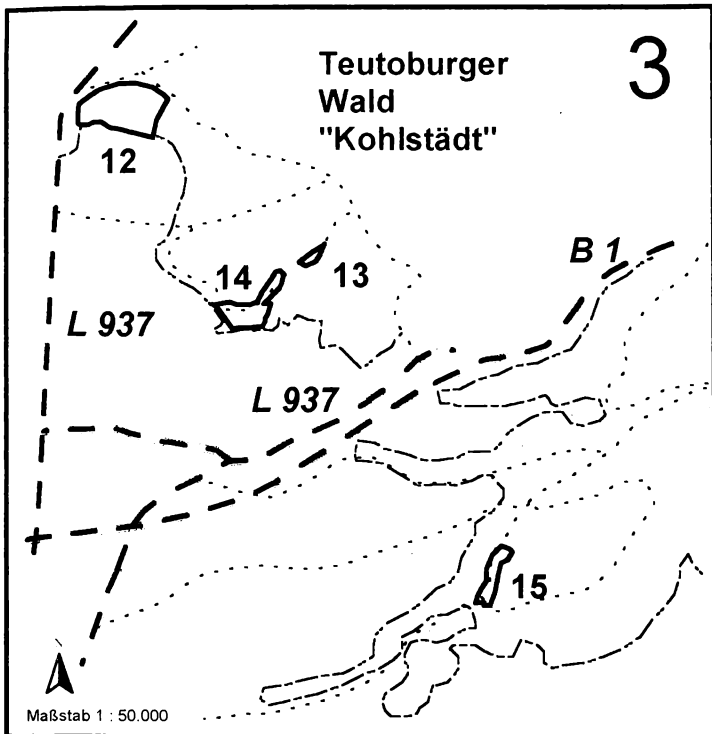 3
Teutoburger
Wald
"Kohlstädt"
12
13
B 1
14
L 937
L 937
15
Maßstab 1 : 50.000